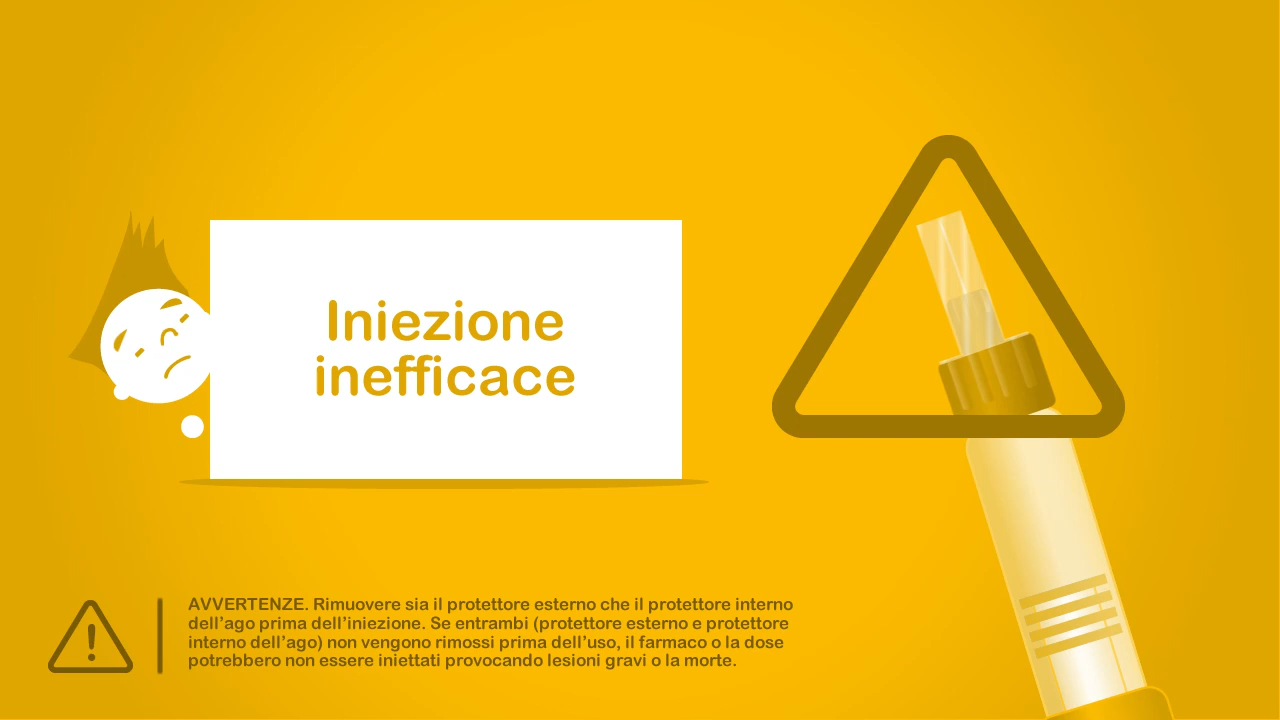 Iniezione
inefficace
AVVERTENZE. Rimuovere sia il protettore esterno che il protettore interno
dell'ago prima dell'iniezione. Se entrambi (protettore esterno e protettore
interno dell'ago) non vengono rimossi prima dell'uso, il farmaco o la dose
potrebbero non essere iniettati provocando lesioni gravi o la morte.